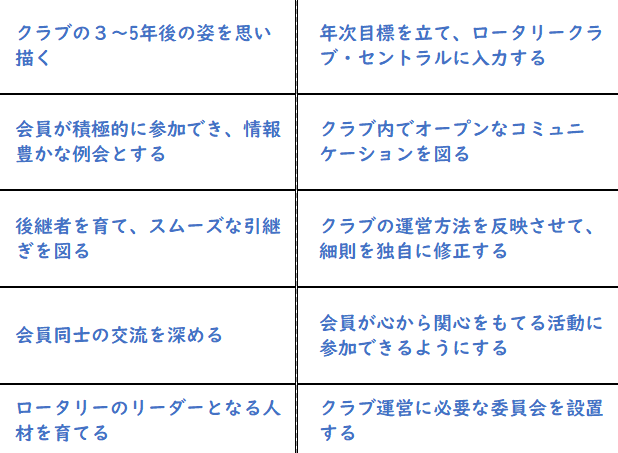 クラブの３～5年後の姿を思い
描く
年次目標を立て、ロータリークラ
ブ・セントラルに入力する
会員が積極的に参加でき、情報
豊かな例会とする
クラブ内でオープンなコミュニ
ケーションを図る
後継者を育て、スムーズな引継
ぎを図る
クラブの運営方法を反映させて、
細則を独自に修正する
会員同士の交流を深める
会員が心から関心をもてる活動に
参加できるようにする
ロータリーのリーダーとなる人
材を育てる
クラブ運営に必要な委員会を設置
する